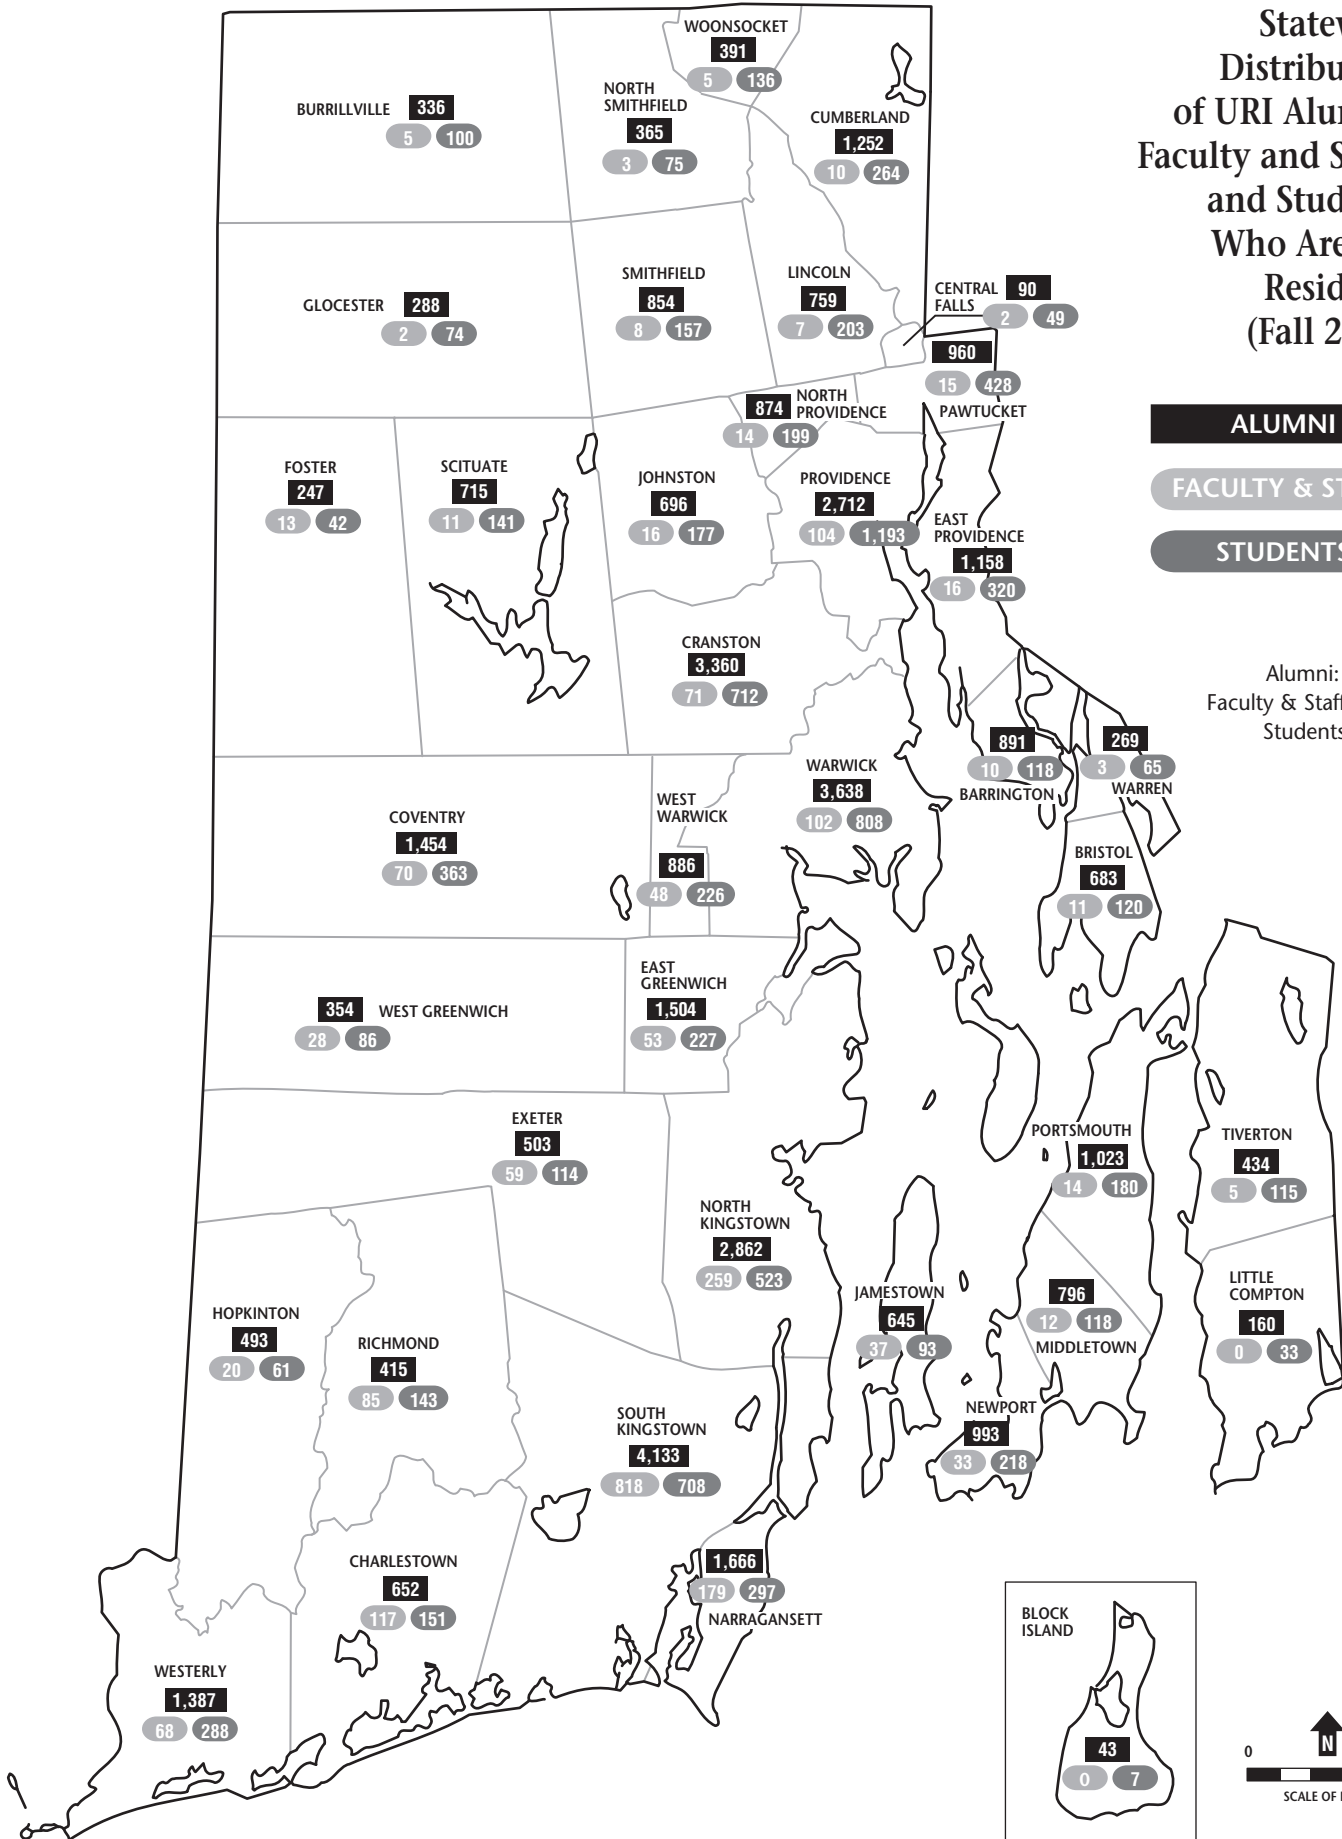 Distribu
of URI Alu
Faculty and S
and Stud
Who Are
Resid
(Fall 2
ALUMNI
FACULTY & ST
STUDENTS
Alumni:
Faculty & Staff
Students
WOONSOCKET
391
5 136
BURRILLVILLE 336
5 100
NORTH
SMITHFIELD
365
3 75
CUMBERLAND
1,252
10 264
GLOCESTER 288
2 74
SMITHFIELD
854
8 157
LINCOLN
759
7 203
CENTRAL
FALLS
90
2 49
960
15 428
PAWTUCKET
874 NORTH
PROVIDENCE
14 199
FOSTER
247
13 42
SCITUATE
715
11 141
JOHNSTON
696
16 177
PROVIDENCE
2,712
104 1,193
EAST
PROVIDENCE
1,158
16 320
CRANSTON
3,360
71 712
891
10 118
BARRINGTON
269
3 65
WARREN
WARWICK
3,638
102 808
WEST
WARWICK
886
48 226
COVENTRY
1,454
70 363
BRISTOL
683
11 120
354 WEST GREENWICH
28 86
EAST
GREENWICH
1,504
53 227
EXETER
503
59 114
PORTSMOUTH
1,023
14 180
TIVERTON
434
5 115
NORTH
KINGSTOWN
2,862
259 523
JAMESTOWN
645
37 93
796
12 118
MIDDLETOWN
LITTLE
COMPTON
160
0 33
HOPKINTON
493
20 61
RICHMOND
415
85 143
SOUTH
KINGSTOWN
4,133
818 708
NEWPORT
993
33 218
CHARLESTOWN
652
117 151
1,666
179 297
NARRAGANSETT
WESTERLY
1,387
68 288
BLOCK
ISLAND
43
0 7
0 N
SCALE OF